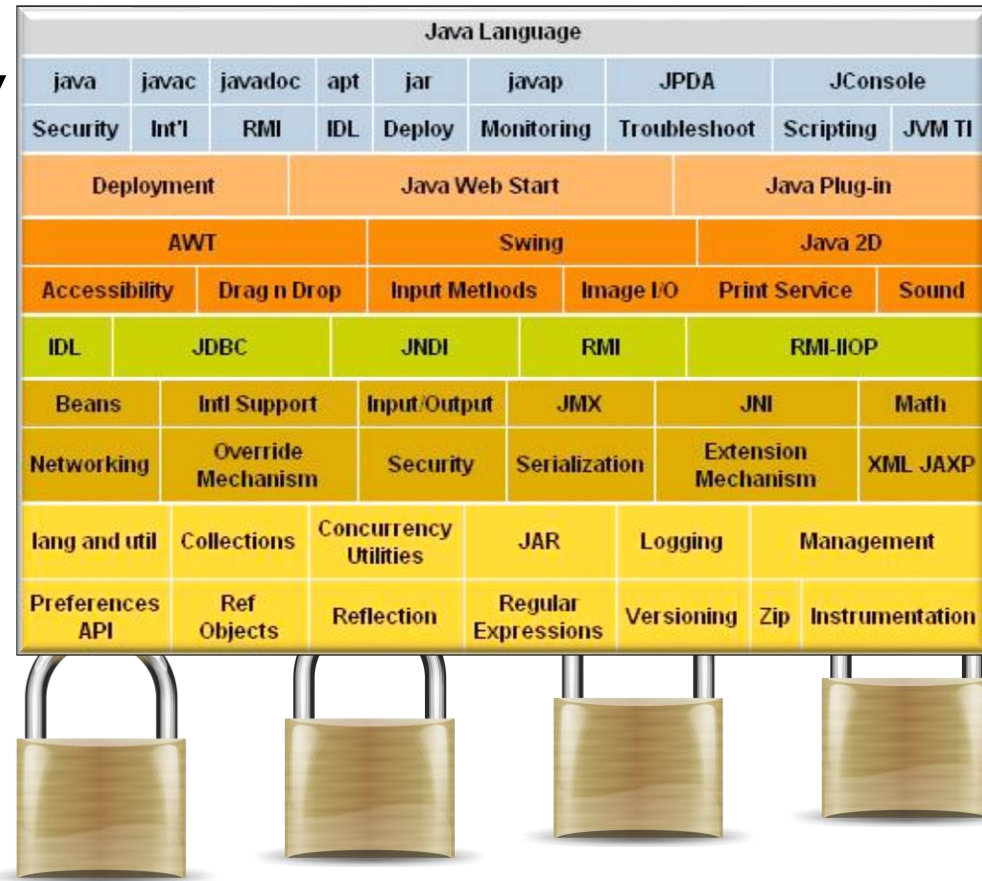 Java Language
java javac javadoc apt jar javap JPDA JConsole
Security Int'l RMI IDL Deploy Monitoring Troubleshoot Scripting JVM TI
Deployment Java Web Start Java Plug-in
AWT Swing Java 2D
Accessibility Drag n Drop Input Methods Image I/O Print Service Sound
IDL JDBC JNDI RMI RMI-IIOP
Beans Intl Support Input/Output JMX JNI Math
Networking Override Mechanism Security Serialization Extension Mechanism XML JAXP
lang and util Collections Concurrency Utilities JAR Logging Management
Preferences API Ref Objects Reflection Regular Expressions Versioning Zip Instrumentation